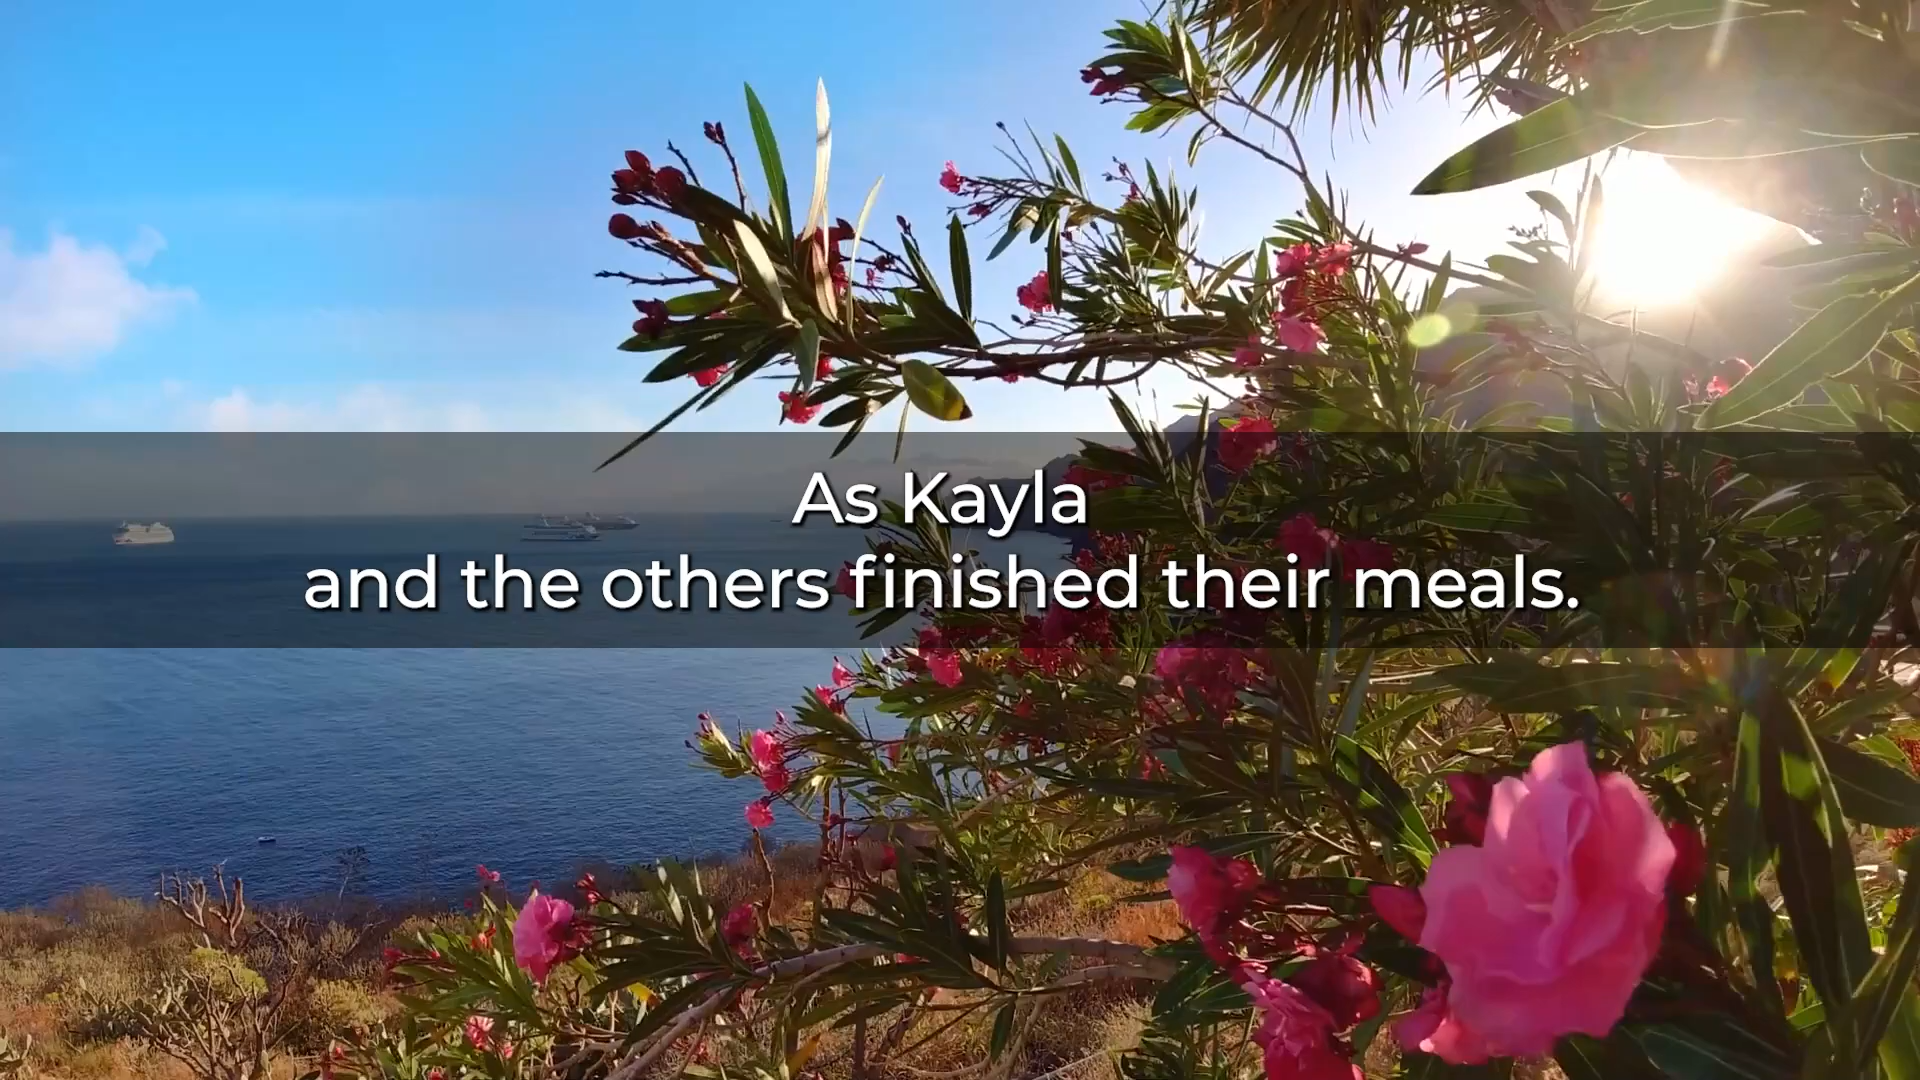 As Kayla
and the others finished their meals.